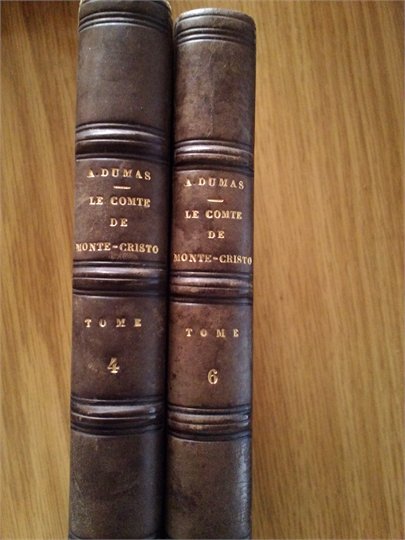 A. DUMAS
LE COMTE
DE
MONTE-CRISTO
TOME
4
A. DUMAS
LE COMTE
DE
MONTE-CRISTO
TOME
6